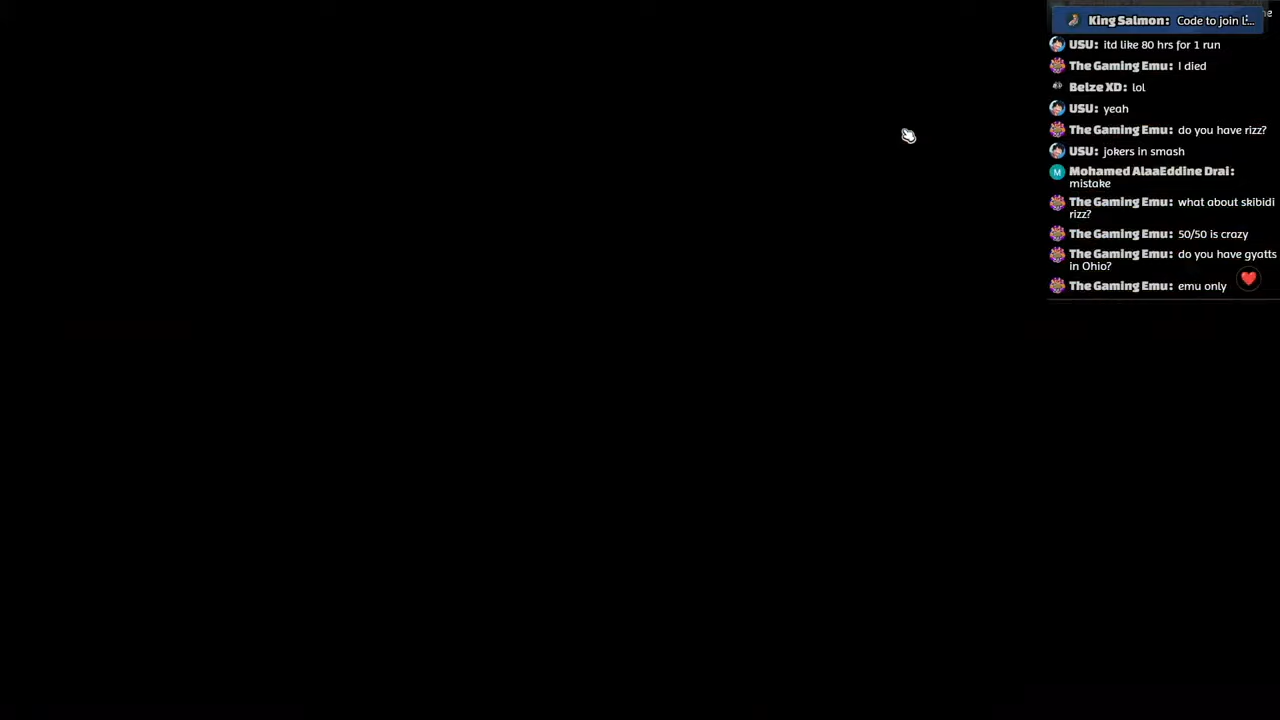 King Salmon: Code to join L...
USU: itd like 80 hrs for 1 run
The Gaming Emu: I died
Belze XD: lol
USU: yeah
The Gaming Emu: do you have rizz?
USU: jokers in smash
M Mohamed AlaaEddine Drai:
mistake
The Gaming Emu: what about skibidi
rizz?
The Gaming Emu: 50/50 is crazy
The Gaming Emu: do you have gyatts
in Ohio?
The Gaming Emu: emu only